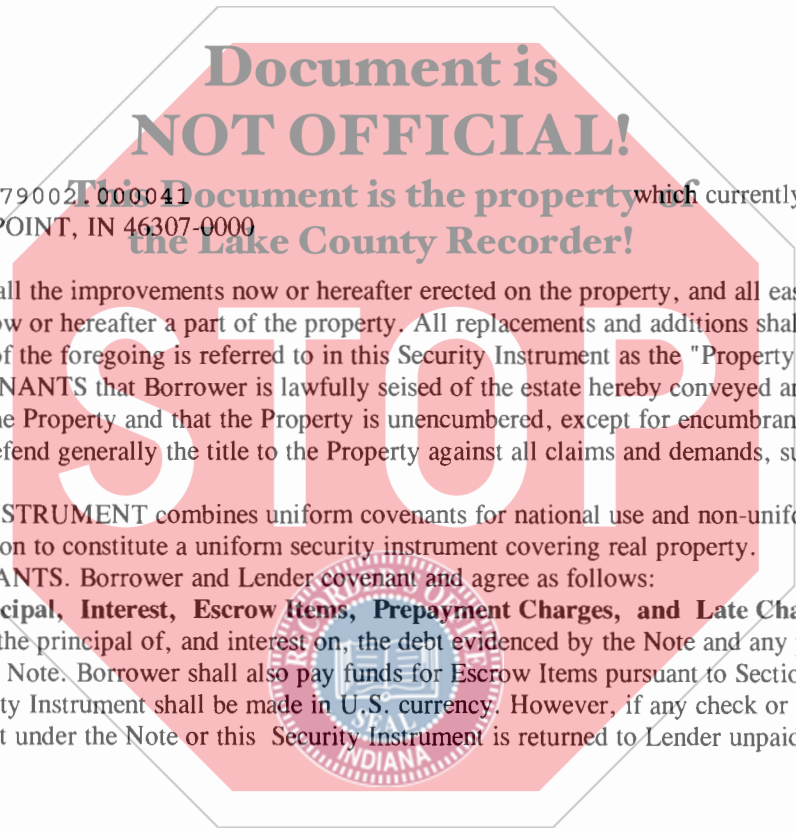 Document is
NOT OFFICIAL!
This Document is the property of
the Lake County Recorder!
79002.000041 which currently
POINT, IN 46307-0000
all the improvements now or hereafter erected on the property, and all eas
ow or hereafter a part of the property. All replacements and additions shal
of the foregoing is referred to in this Security Instrument as the "Property
NANTS that Borrower is lawfully seised of the estate hereby conveyed an
he Property and that the Property is unencumbered, except for encumbran
efend generally the title to the Property against all claims and demands, su
STRUMENT combines uniform covenants for national use and non-unifo
on to constitute a uniform security instrument covering real property.
ANTS. Borrower and Lender covenant and agree as follows:
cipal, Interest, Escrow Items, Prepayment Charges, and Late Cha
the principal of, and interest on, the debt evidenced by the Note and any
Note. Borrower shall also pay funds for Escrow Items pursuant to Sectio
ty Instrument shall be made in U.S. currency. However, if any check or
t under the Note or this Security Instrument is returned to Lender unpaid
STOP
RECORDER'S OFFICE
SEAL
INDIANA